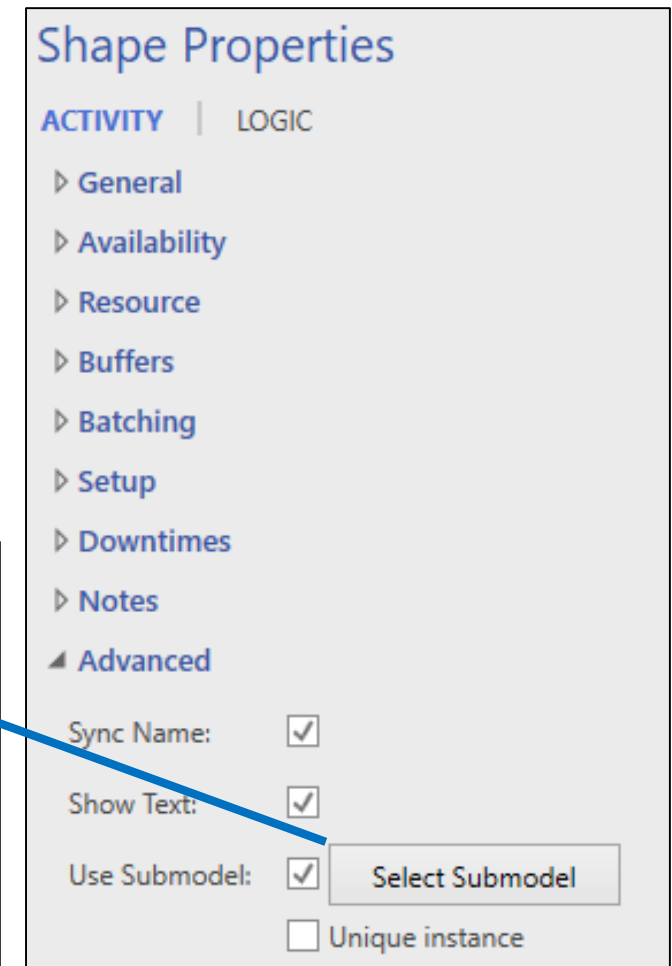 Shape Properties
ACTIVITY | LOGIC
General
Availability
Resource
Buffers
Batching
Setup
Downtimes
Notes
Advanced
Sync Name:
Show Text:
Use Submodel: Select Submodel
Unique instance